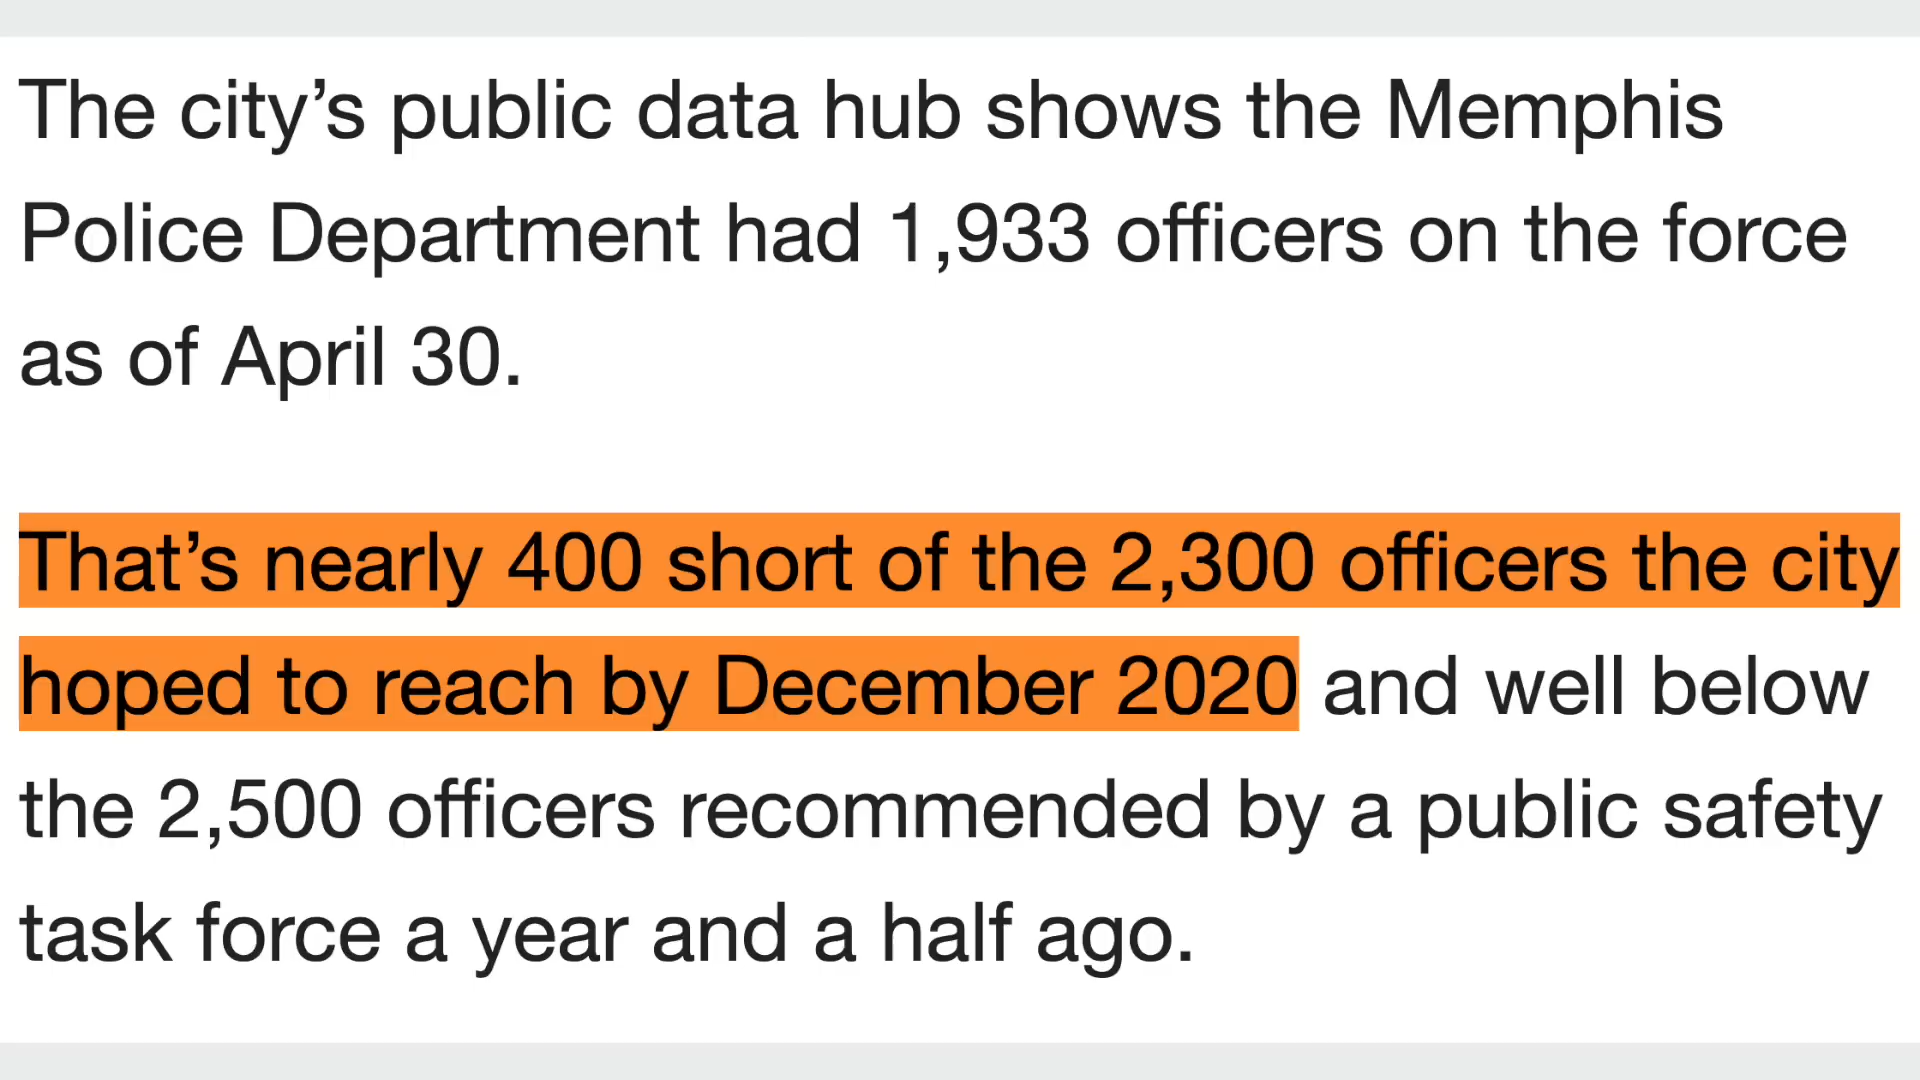 The city’s public data hub shows the Memphis
Police Department had 1,933 officers on the force
as of April 30.
That’s nearly 400 short of the 2,300 officers the city
hoped to reach by December 2020 and well below
the 2,500 officers recommended by a public safety
task force a year and a half ago.